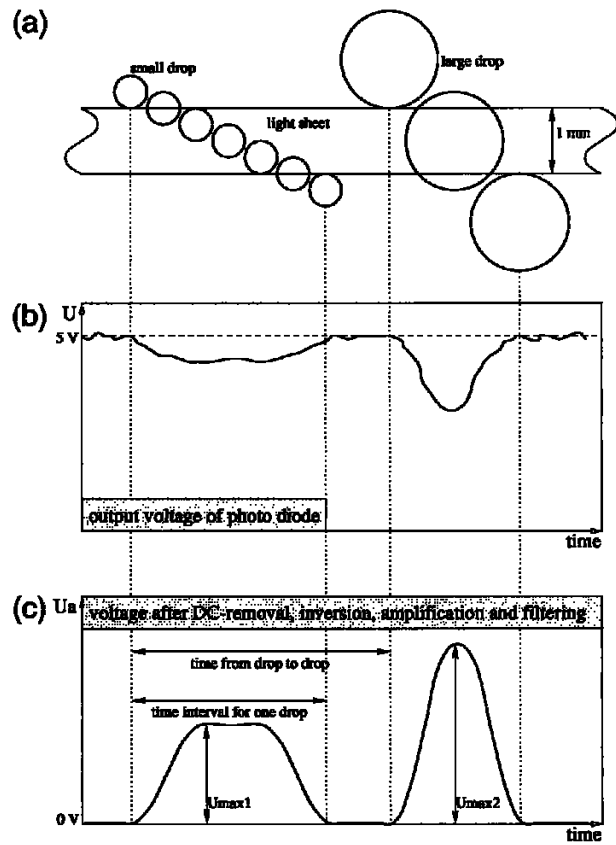 (a)
small drop
large drop
light sheet
1 mm
(b)
U
5 V
output voltage of photo diode
time
(c)
Ua
voltage after DC-removal, inversion, amplification and filtering
time from drop to drop
time interval for one drop
Umax1
Umax2
0 V
time